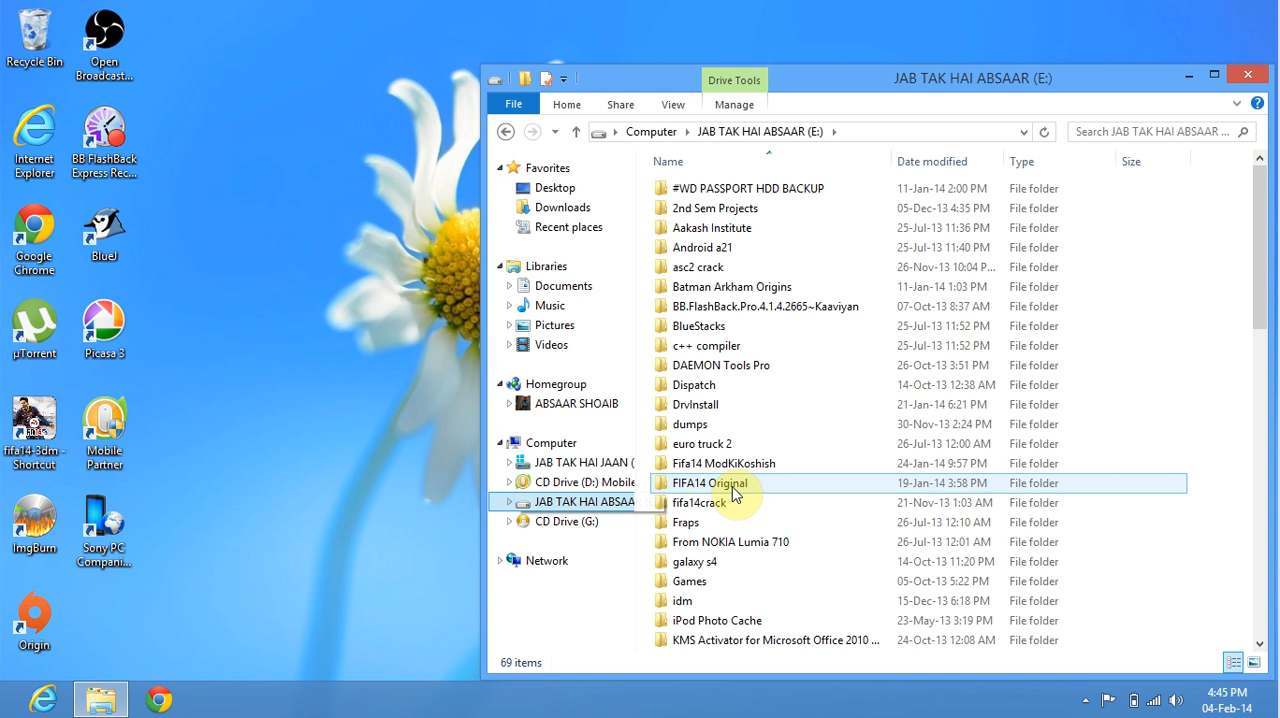 Recycle Bin
Open
Broadcast...
Internet
Explorer
BB FlashBack
Express Rec...
Google
Chrome
BlueJ
µTorrent
Picasa 3
fifa14-3dm -
Shortcut
Mobile
Partner
ImgBurn
Sony PC
Compani...
Origin
Drive Tools
JAB TAK HAI ABSAAR (E:)
File
Home
Share
View
Manage
Computer
JAB TAK HAI ABSAAR (E:)
Search JAB TAK HAI ABSAAR ...
Favorites
Desktop
Downloads
Recent places
Libraries
Documents
Music
Pictures
Videos
Homegroup
ABSAAR SHOAIB
Computer
JAB TAK HAI JAAN (
CD Drive (D:) Mobile
JAB TAK HAI ABSAA
CD Drive (G:)
Network
Name Date modified Type Size
#WD PASSPORT HDD BACKUP 11-Jan-14 2:00 PM File folder
2nd Sem Projects 05-Dec-13 4:35 PM File folder
Aakash Institute 25-Jul-13 11:36 PM File folder
Android a21 25-Jul-13 11:40 PM File folder
asc2 crack 26-Nov-13 10:04 P... File folder
Batman Arkham Origins 11-Jan-14 1:03 PM File folder
BB.FlashBack.Pro.4.1.4.2665~Kaaviyan 07-Oct-13 8:37 AM File folder
BlueStacks 25-Jul-13 11:52 PM File folder
c++ compiler 25-Jul-13 11:52 PM File folder
DAEMON Tools Pro 26-Oct-13 3:51 PM File folder
Dispatch 14-Oct-13 12:38 AM File folder
DrvInstall 21-Jan-14 6:21 PM File folder
dumps 30-Nov-13 2:24 PM File folder
euro truck 2 26-Jul-13 12:00 AM File folder
Fifa14 ModKiKoshish 24-Jan-14 9:57 PM File folder
FIFA14 Original 19-Jan-14 3:58 PM File folder
fifa14crack 21-Nov-13 1:03 AM File folder
Fraps 26-Jul-13 12:10 AM File folder
From NOKIA Lumia 710 26-Jul-13 12:01 AM File folder
galaxy s4 14-Oct-13 11:20 PM File folder
Games 05-Oct-13 5:22 PM File folder
idm 15-Dec-13 6:18 PM File folder
iPod Photo Cache 23-May-13 3:19 PM File folder
KMS Activator for Microsoft Office 2010 ... 24-Oct-13 12:08 AM File folder
69 items
4:45 PM
04-Feb-14